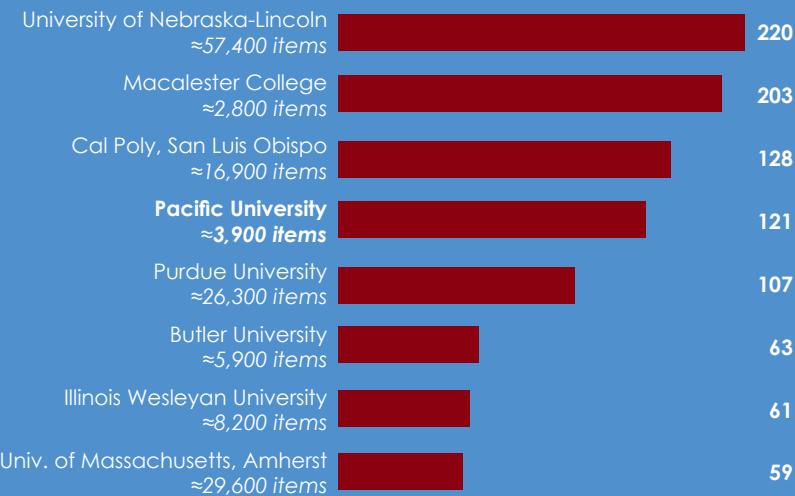 University of Nebraska-Lincoln
≈57,400 items
220
Macalester College
≈2,800 items
203
Cal Poly, San Luis Obispo
≈16,900 items
128
Pacific University
≈3,900 items
121
Purdue University
≈26,300 items
107
Butler University
≈5,900 items
63
Illinois Wesleyan University
≈8,200 items
61
Univ. of Massachusetts, Amherst
≈29,600 items
59